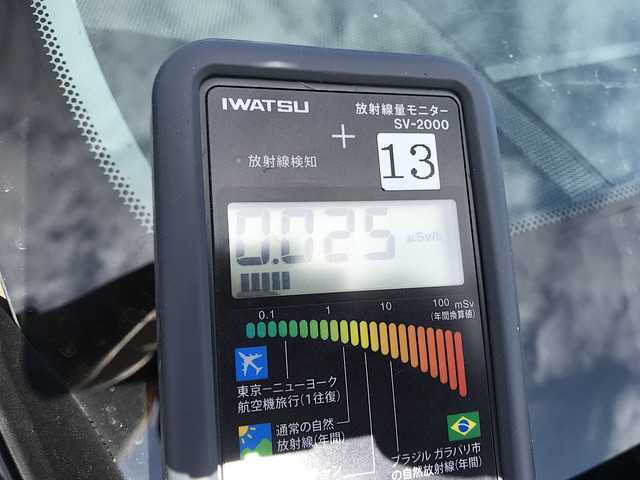 IWATSU
放射線量モニター
SV-2000
放射線検知
13
0.025
μSv/h
0.1 1 10 100 mSv
(年間換算値)
東京ーニューヨーク
航空機旅行(1往復)
通常の自然
放射線(年間)
ブラジル ガラパリ市
の自然放射線(年間)